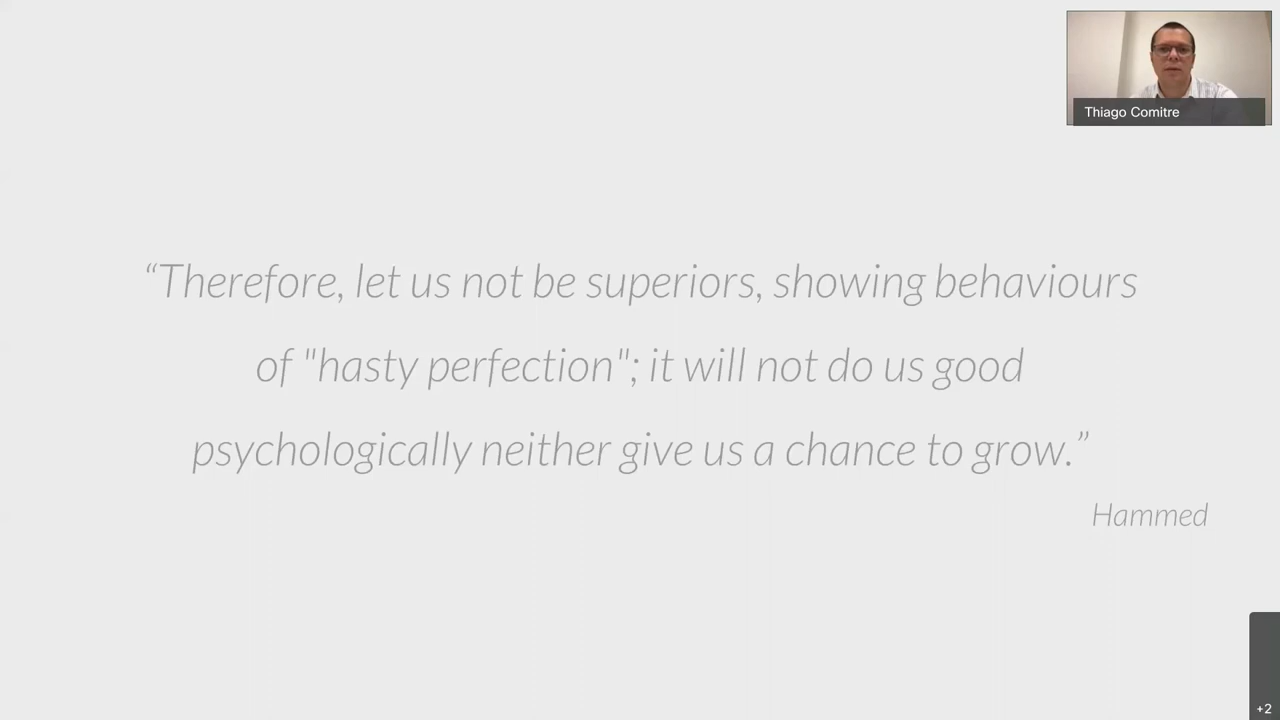 Thiago Comitre
“Therefore, let us not be superiors, showing behaviours
of "hasty perfection"; it will not do us good
psychologically neither give us a chance to grow.”
Hammed
+2